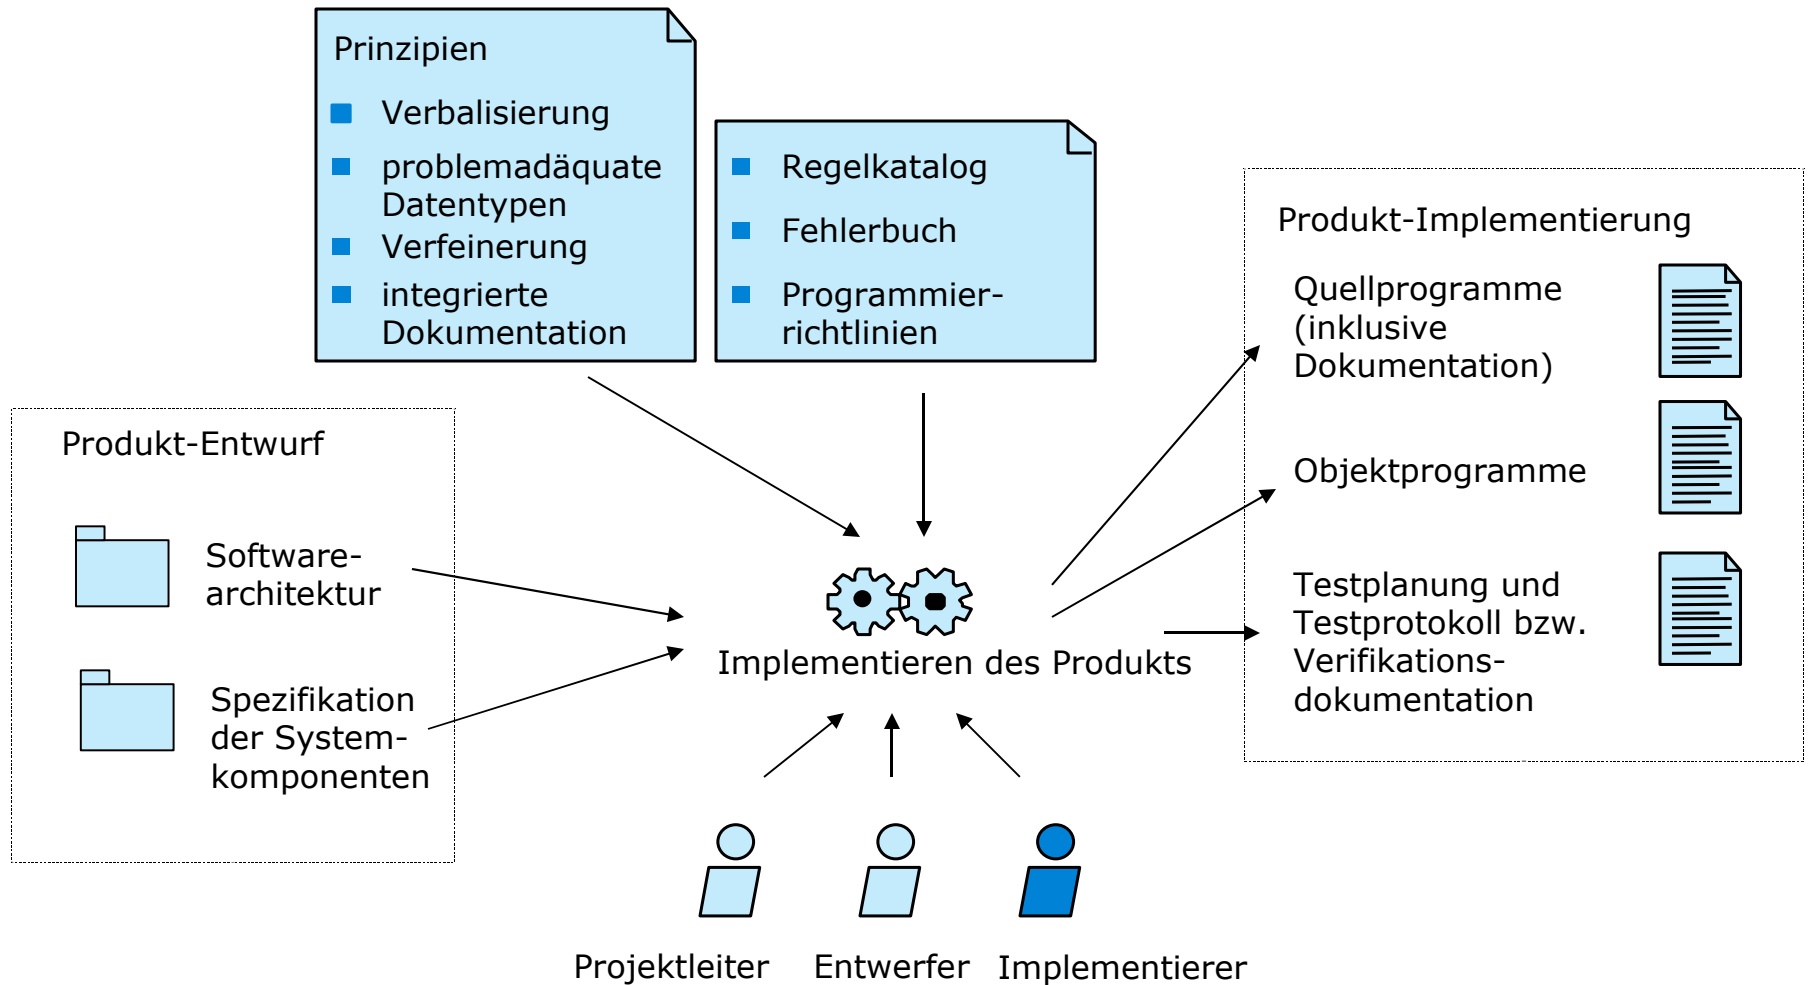 Prinzipien
Verbalisierung
problemadäquate
Datentypen
Verfeinerung
integrierte
Dokumentation
Regelkatalog
Fehlerbuch
Programmier-
richtlinien
Produkt-Entwurf
Software-
architektur
Spezifikation
der System-
komponenten
Implementieren des Produkts
Projektleiter
Entwerfer
Implementierer
Produkt-Implementierung
Quellprogramme
(inklusive
Dokumentation)
Objektprogramme
Testplanung und
Testprotokoll bzw.
Verifikations-
dokumentation